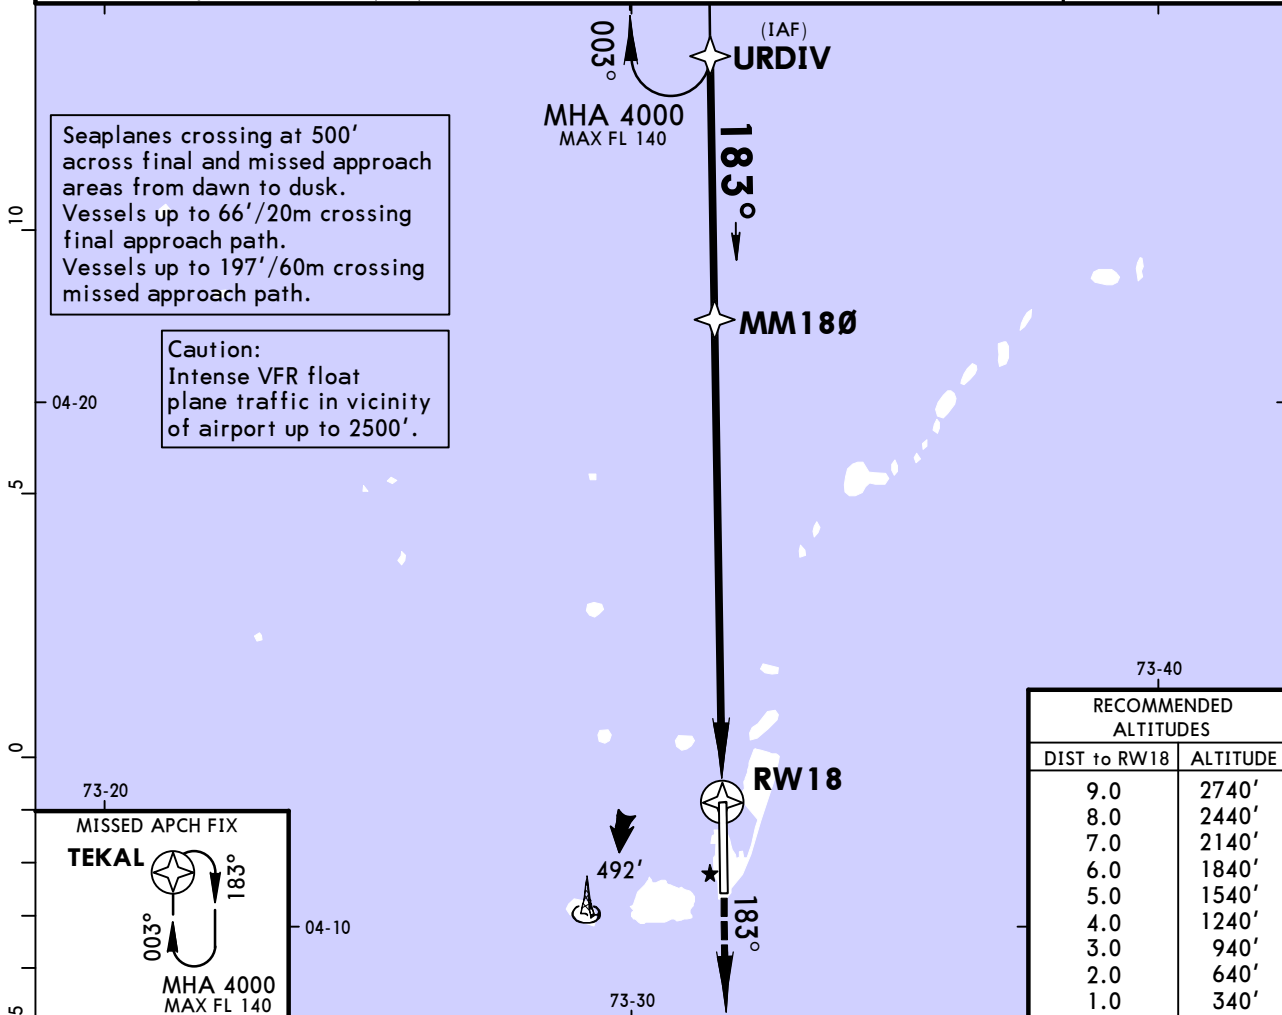 (IAF)
URDIV
003°
MHA 4000
MAX FL 140
183°
Seaplanes crossing at 500'
across final and missed approach
areas from dawn to dusk.
Vessels up to 66'/20m crossing
final approach path.
Vessels up to 197'/60m crossing
missed approach path.
10
MM18Ø
Caution:
Intense VFR float
plane traffic in vicinity
of airport up to 2500'.
04-20
5
0
73-40
RW18
73-20
492'
183°
04-10
73-30
5
MISSED APCH FIX
TEKAL
183°
003°
MHA 4000
MAX FL 140
RECOMMENDED
ALTITUDES
DIST to RW18 ALTITUDE
9.0 2740'
8.0 2440'
7.0 2140'
6.0 1840'
5.0 1540'
4.0 1240'
3.0 940'
2.0 640'
1.0 340'